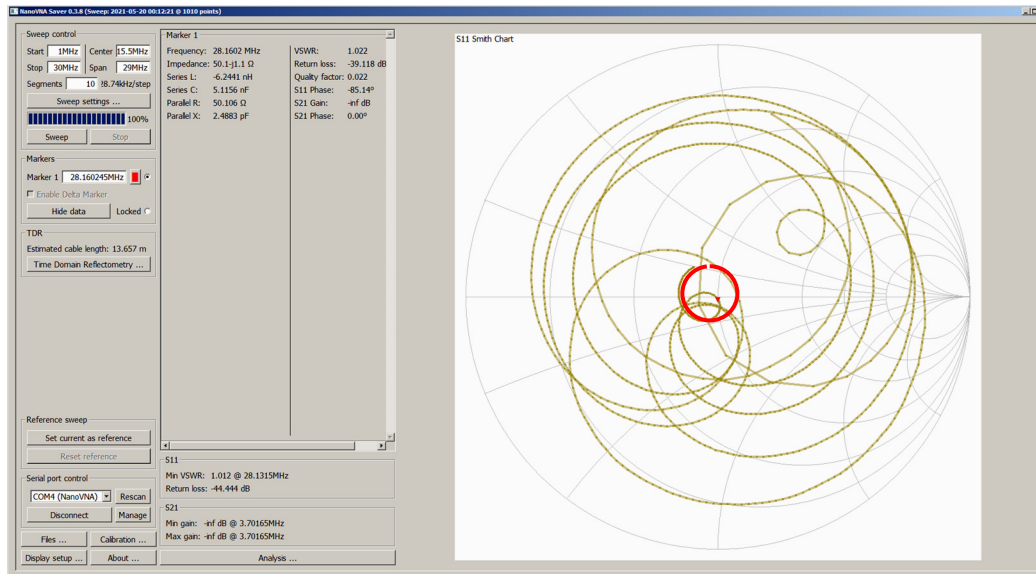 NanoVNA Saver 0.3.8 (Sweep: 2021-05-20 00:12:21 @ 1010 points)
Sweep control
Start 1MHz Center 15.5MHz
Stop 30MHz Span 29MHz
Segments 10 28.74kHz/step
Sweep settings ...
100%
Sweep Stop
Markers
Marker 1 28.160245MHz
Enable Delta Marker
Hide data Locked
TDR
Estimated cable length: 13.657 m
Time Domain Reflectometry ...
Reference sweep
Set current as reference
Reset reference
Serial port control
COM4 (NanoVNA) Rescan
Disconnect Manage
Files ... Calibration ...
Display setup ... About ...
Marker 1
Frequency: 28.1602 MHz
Impedance: 50.1-j1.1 Ω
Series L: -6.2441 nH
Series C: 5.1156 nF
Parallel R: 50.106 Ω
Parallel X: 2.4883 pF
VSWR: 1.022
Return loss: -39.118 dB
Quality factor: 0.022
S11 Phase: -85.14°
S21 Gain: -inf dB
S21 Phase: 0.00°
S11
Min VSWR: 1.012 @ 28.1315MHz
Return loss: -44.444 dB
S21
Min gain: -inf dB @ 3.70165MHz
Max gain: -inf dB @ 3.70165MHz
Analysis ...
S11 Smith Chart